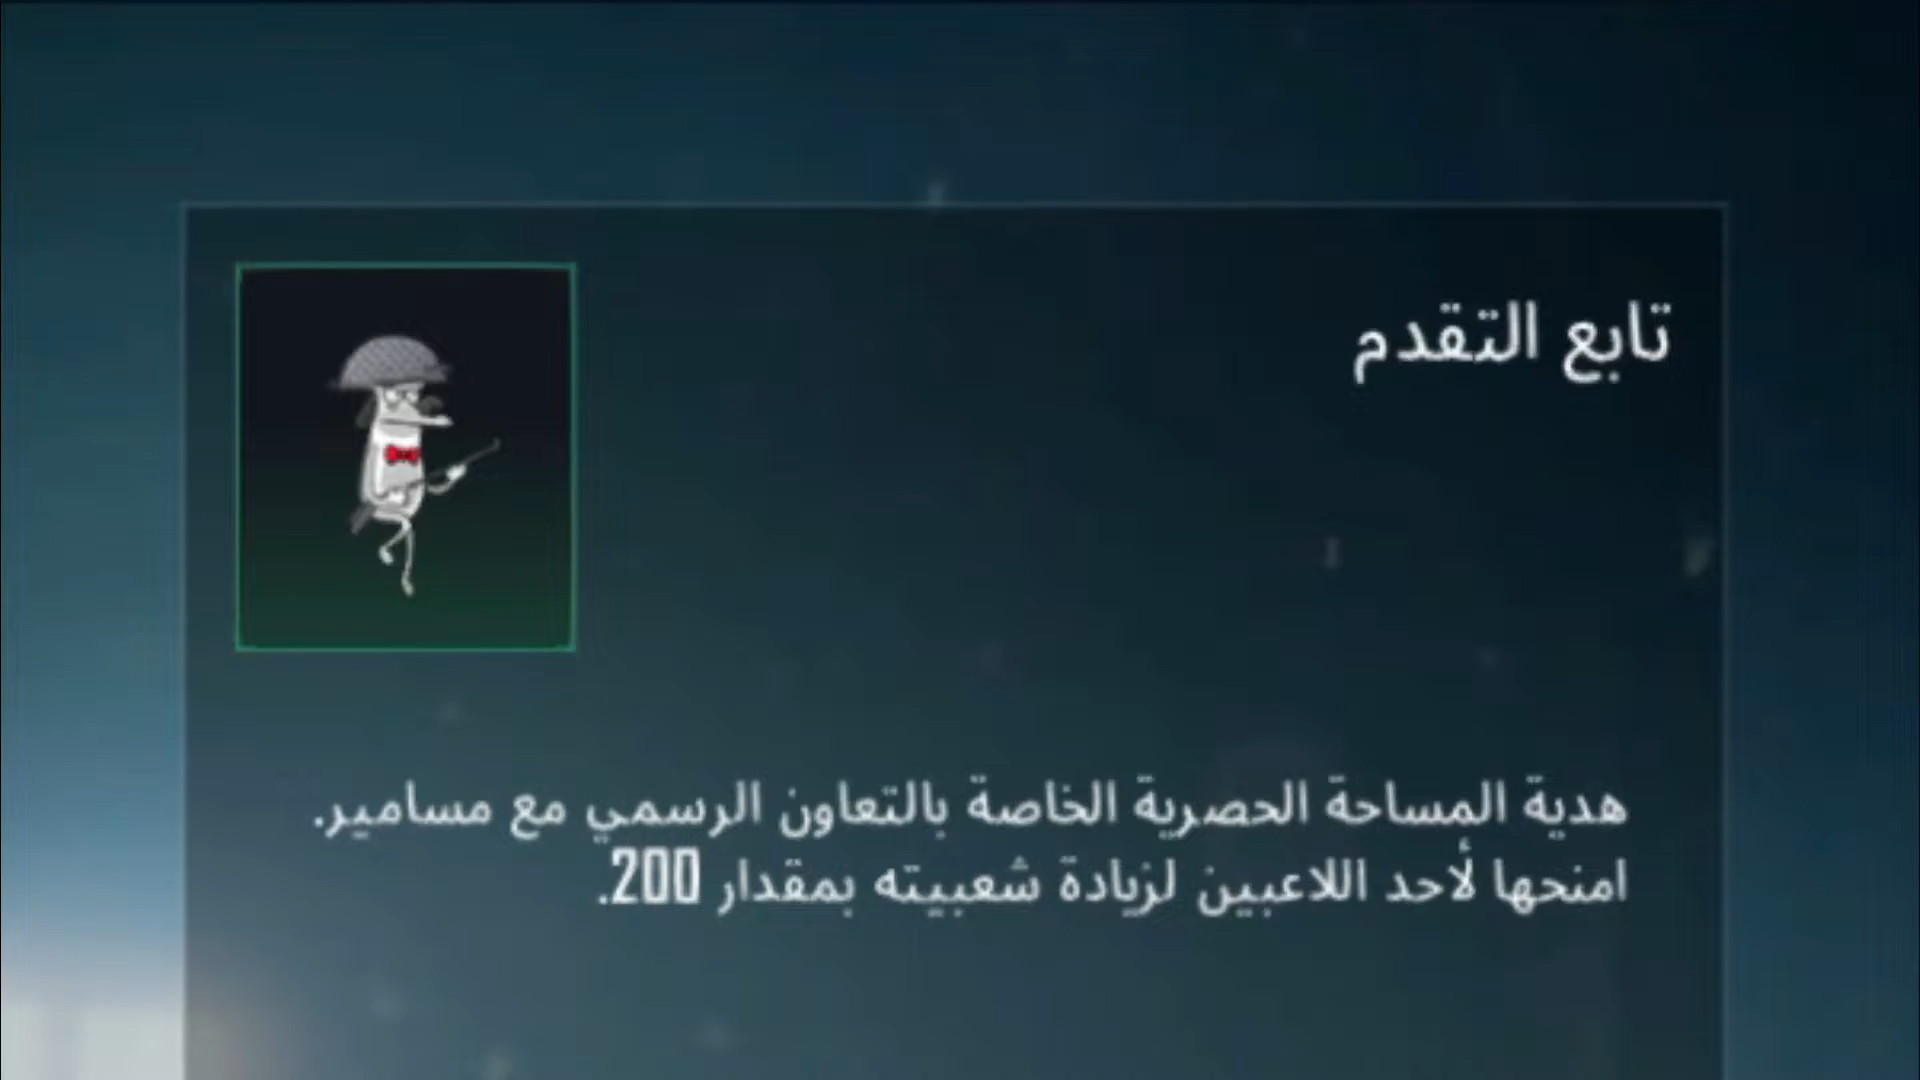 تابع التقدم
هدية المساحة الحصرية الخاصة بالتعاون الرسمي مع مسامير.
امنحها لأحد اللاعبين لزيادة شعبيته بمقدار 200.